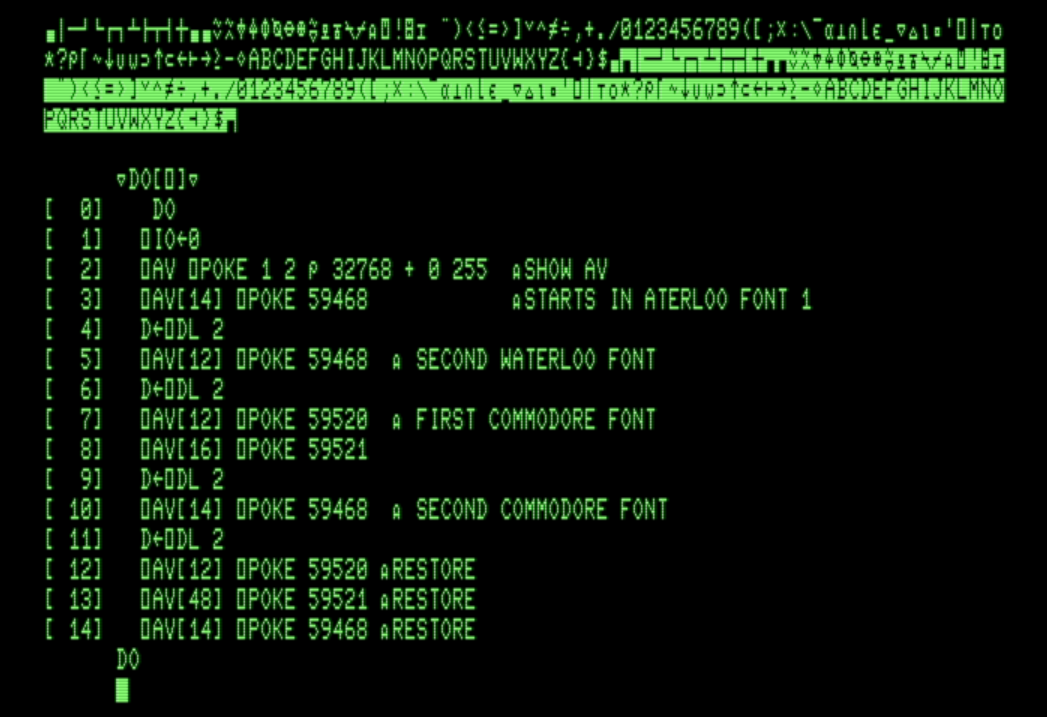 ⍝⍞!⌹⌶ ¨)<≤=>]∨∧≠÷,+./0123456789([;×:\¯⍺⊥∩⌊∊_∇∆⍳∘'⎕|⊤○
*?⍴⌈~↓∪⍵⊃↑⊂←⊢→≥-⋄ABCDEFGHIJKLMNOPQRSTUVWXYZ{⊣}$ ⍝⍞!⌹⌶
¨)<≤=>]∨∧≠÷,+./0123456789([;×:\¯⍺⊥∩⌊∊_∇∆⍳∘'⎕|⊤○*?⍴⌈~↓∪⍵⊃↑⊂←⊢→≥-⋄ABCDEFGHIJKLMNO
PQRSTUVWXYZ{⊣}$
∇DO[⎕]∇
[ 0] DO
[ 1] ⎕IO←0
[ 2] ⎕AV ⎕POKE 1 2 ⍴ 32768 + 0 255 ⍝SHOW AV
[ 3] ⎕AV[14] ⎕POKE 59468 ⍝STARTS IN ATERLOO FONT 1
[ 4] D←⎕DL 2
[ 5] ⎕AV[12] ⎕POKE 59468 ⍝ SECOND WATERLOO FONT
[ 6] D←⎕DL 2
[ 7] ⎕AV[12] ⎕POKE 59520 ⍝ FIRST COMMODORE FONT
[ 8] ⎕AV[16] ⎕POKE 59521
[ 9] D←⎕DL 2
[ 10] ⎕AV[14] ⎕POKE 59468 ⍝ SECOND COMMODORE FONT
[ 11] D←⎕DL 2
[ 12] ⎕AV[12] ⎕POKE 59520 ⍝RESTORE
[ 13] ⎕AV[48] ⎕POKE 59521 ⍝RESTORE
[ 14] ⎕AV[14] ⎕POKE 59468 ⍝RESTORE
DO